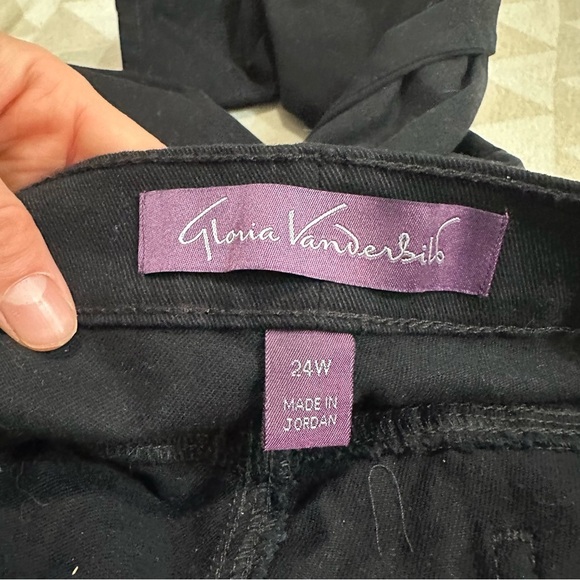 Gloria Vanderbilt
24W
MADE IN
JORDAN